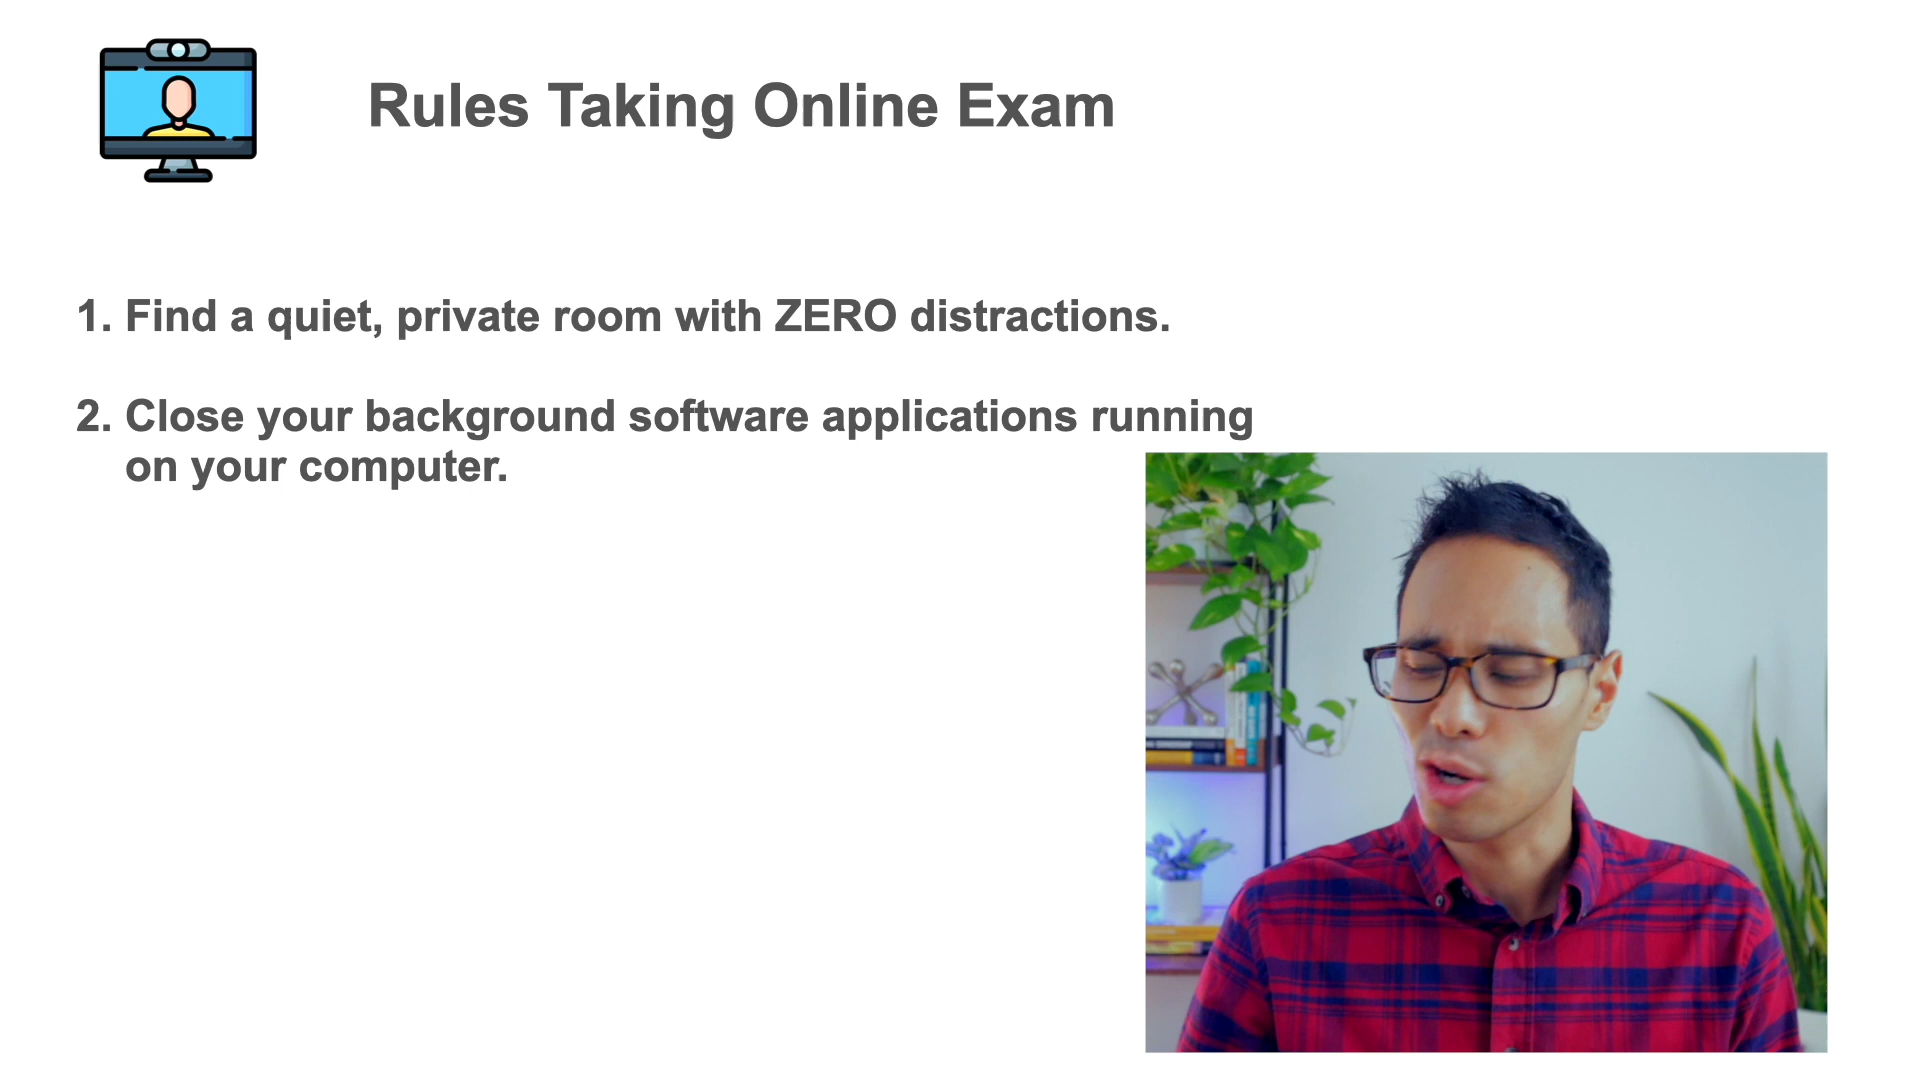 Rules Taking Online Exam
1. Find a quiet, private room with ZERO distractions.
2. Close your background software applications running
on your computer.